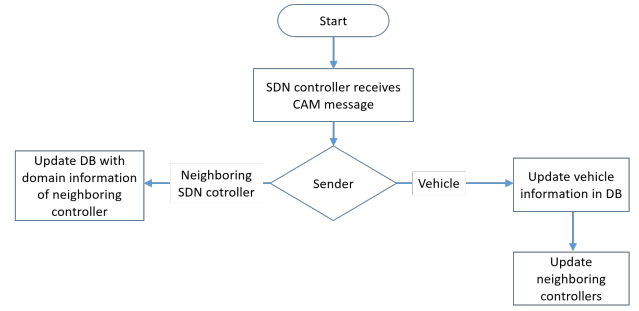 Start
SDN controller receives
CAM message
Update DB with
domain information
of neighboring
controller
Neighboring
SDN cotroller
Sender
Vehicle
Update vehicle
information in DB
Update
neighboring
controllers